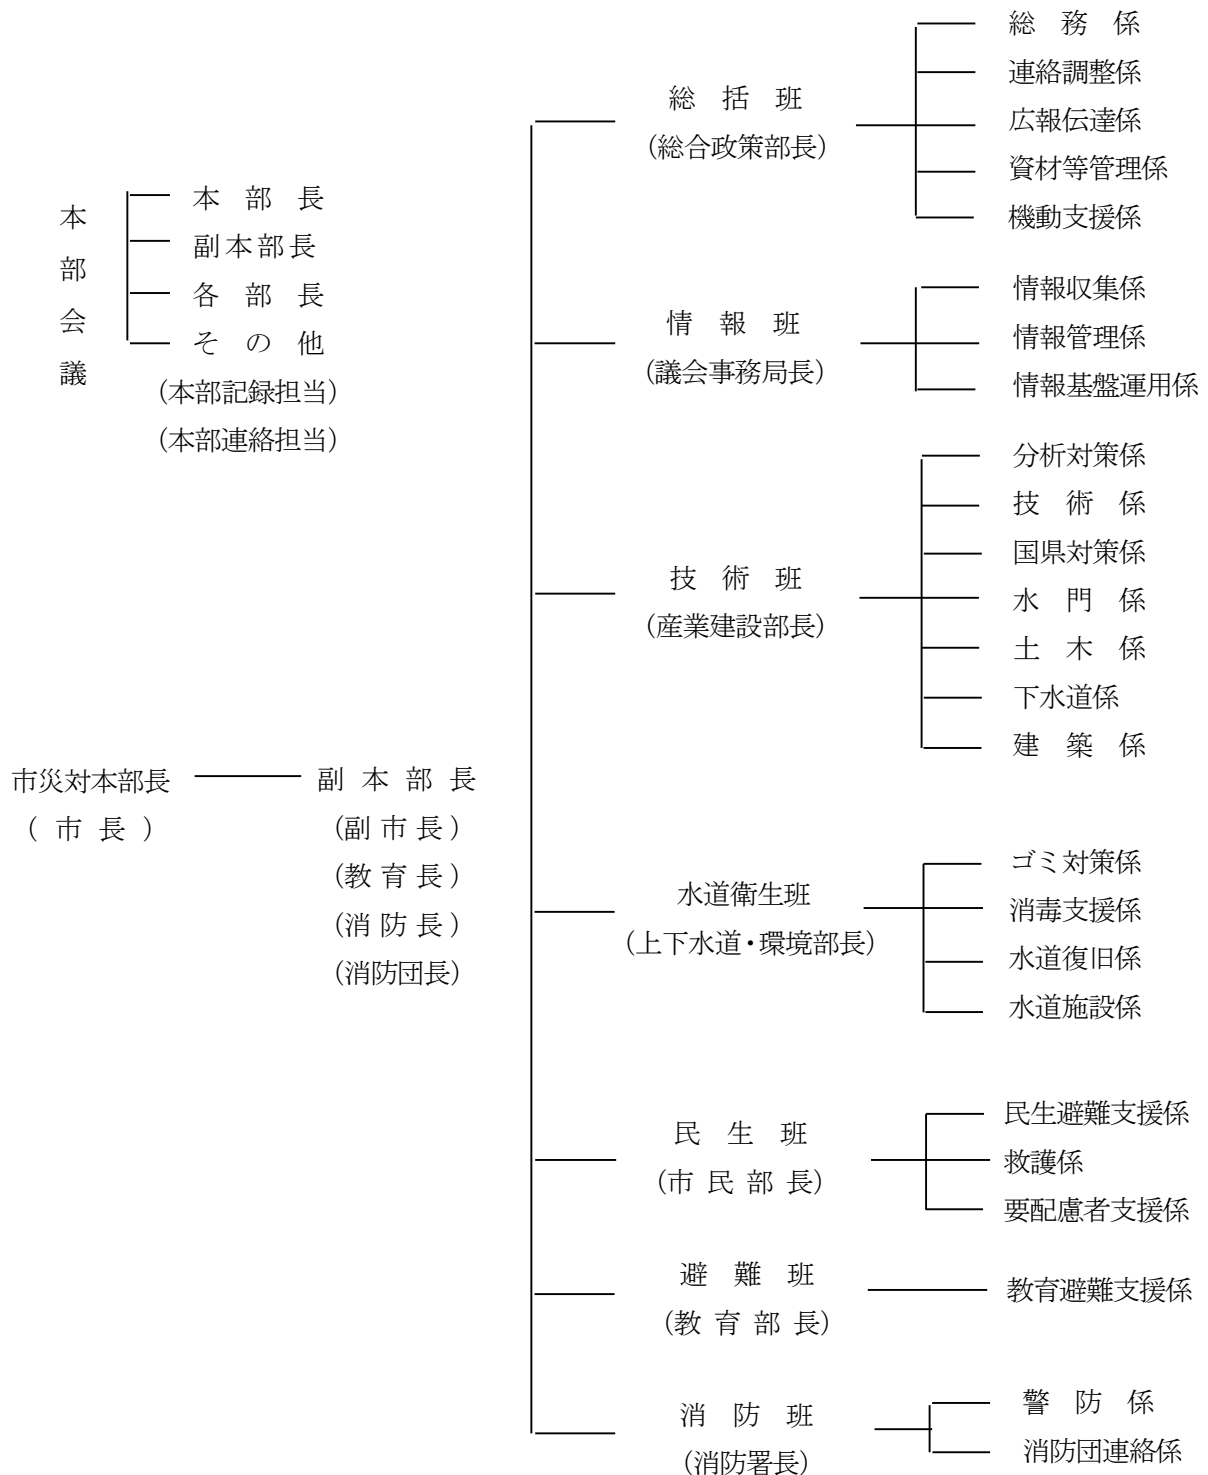 本部会議
本　部　長
副本部長
各　部　長
そ　の　他
（本部記録担当）
（本部連絡担当）
市災対本部長
（ 市 長 ）
副 本 部 長
（副 市 長）
（教 育 長）
（消 防 長）
（消防団長）
総　括　班
（総合政策部長）
総　務　係
連絡調整係
広報伝達係
資材等管理係
機動支援係
情　報　班
（議会事務局長）
情報収集係
情報管理係
情報基盤運用係
技　術　班
（産業建設部長）
分析対策係
技　術　係
国県対策係
水　門　係
土　木　係
下水道係
建　築　係
水道衛生班
（上下水道・環境部長）
ゴミ対策係
消毒支援係
水道復旧係
水道施設係
民　生　班
（市 民 部 長）
民生避難支援係
救護係
要配慮者支援係
避　難　班
（教 育 部 長）
教育避難支援係
消　防　班
（消防署長）
警　防　係
消防団連絡係